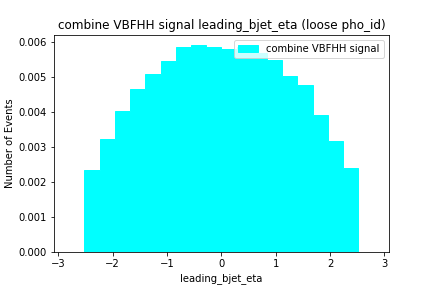 combine VBFHH signal leading_bjet_eta (loose pho_id)
combine VBFHH signal
Number of Events
0.006
0.005
0.004
0.003
0.002
0.001
0.000
−3 −2 −1 0 1 2 3
leading_bjet_eta